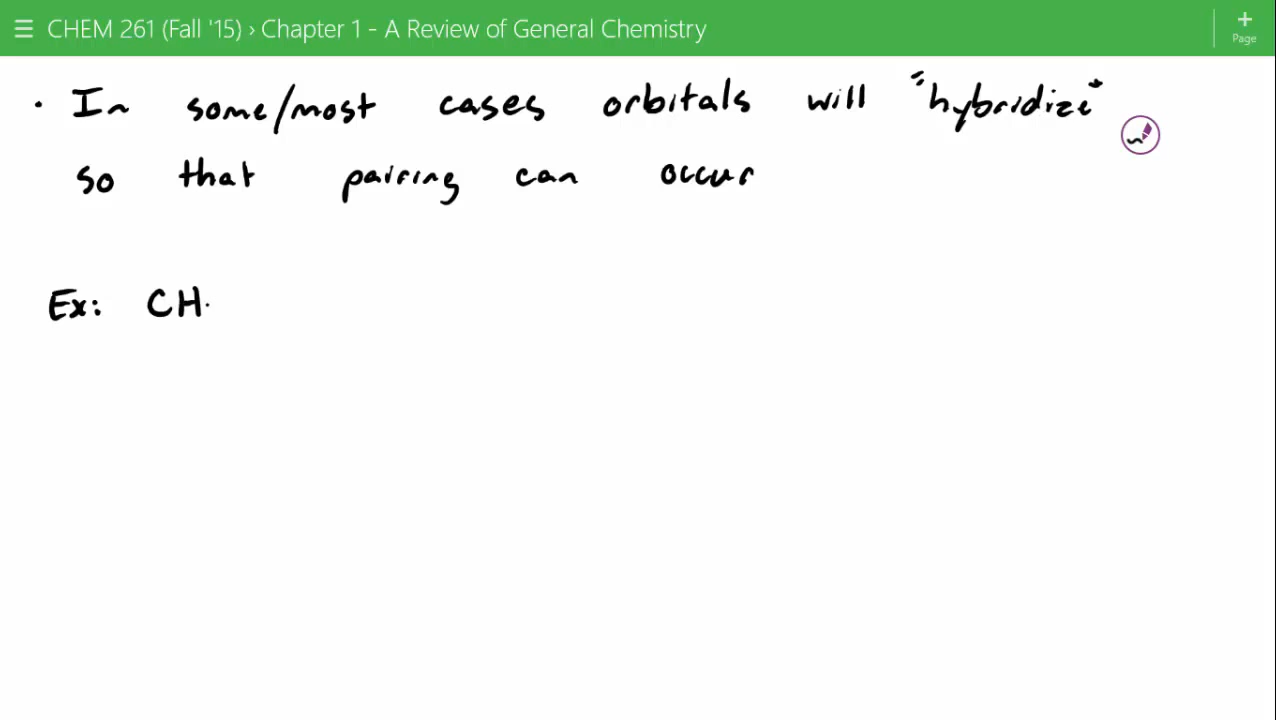 CHEM 261 (Fall '15) › Chapter 1 - A Review of General Chemistry
Page
· In some/most cases orbitals will "hybridize"
so that pairing can occur
Ex: CH